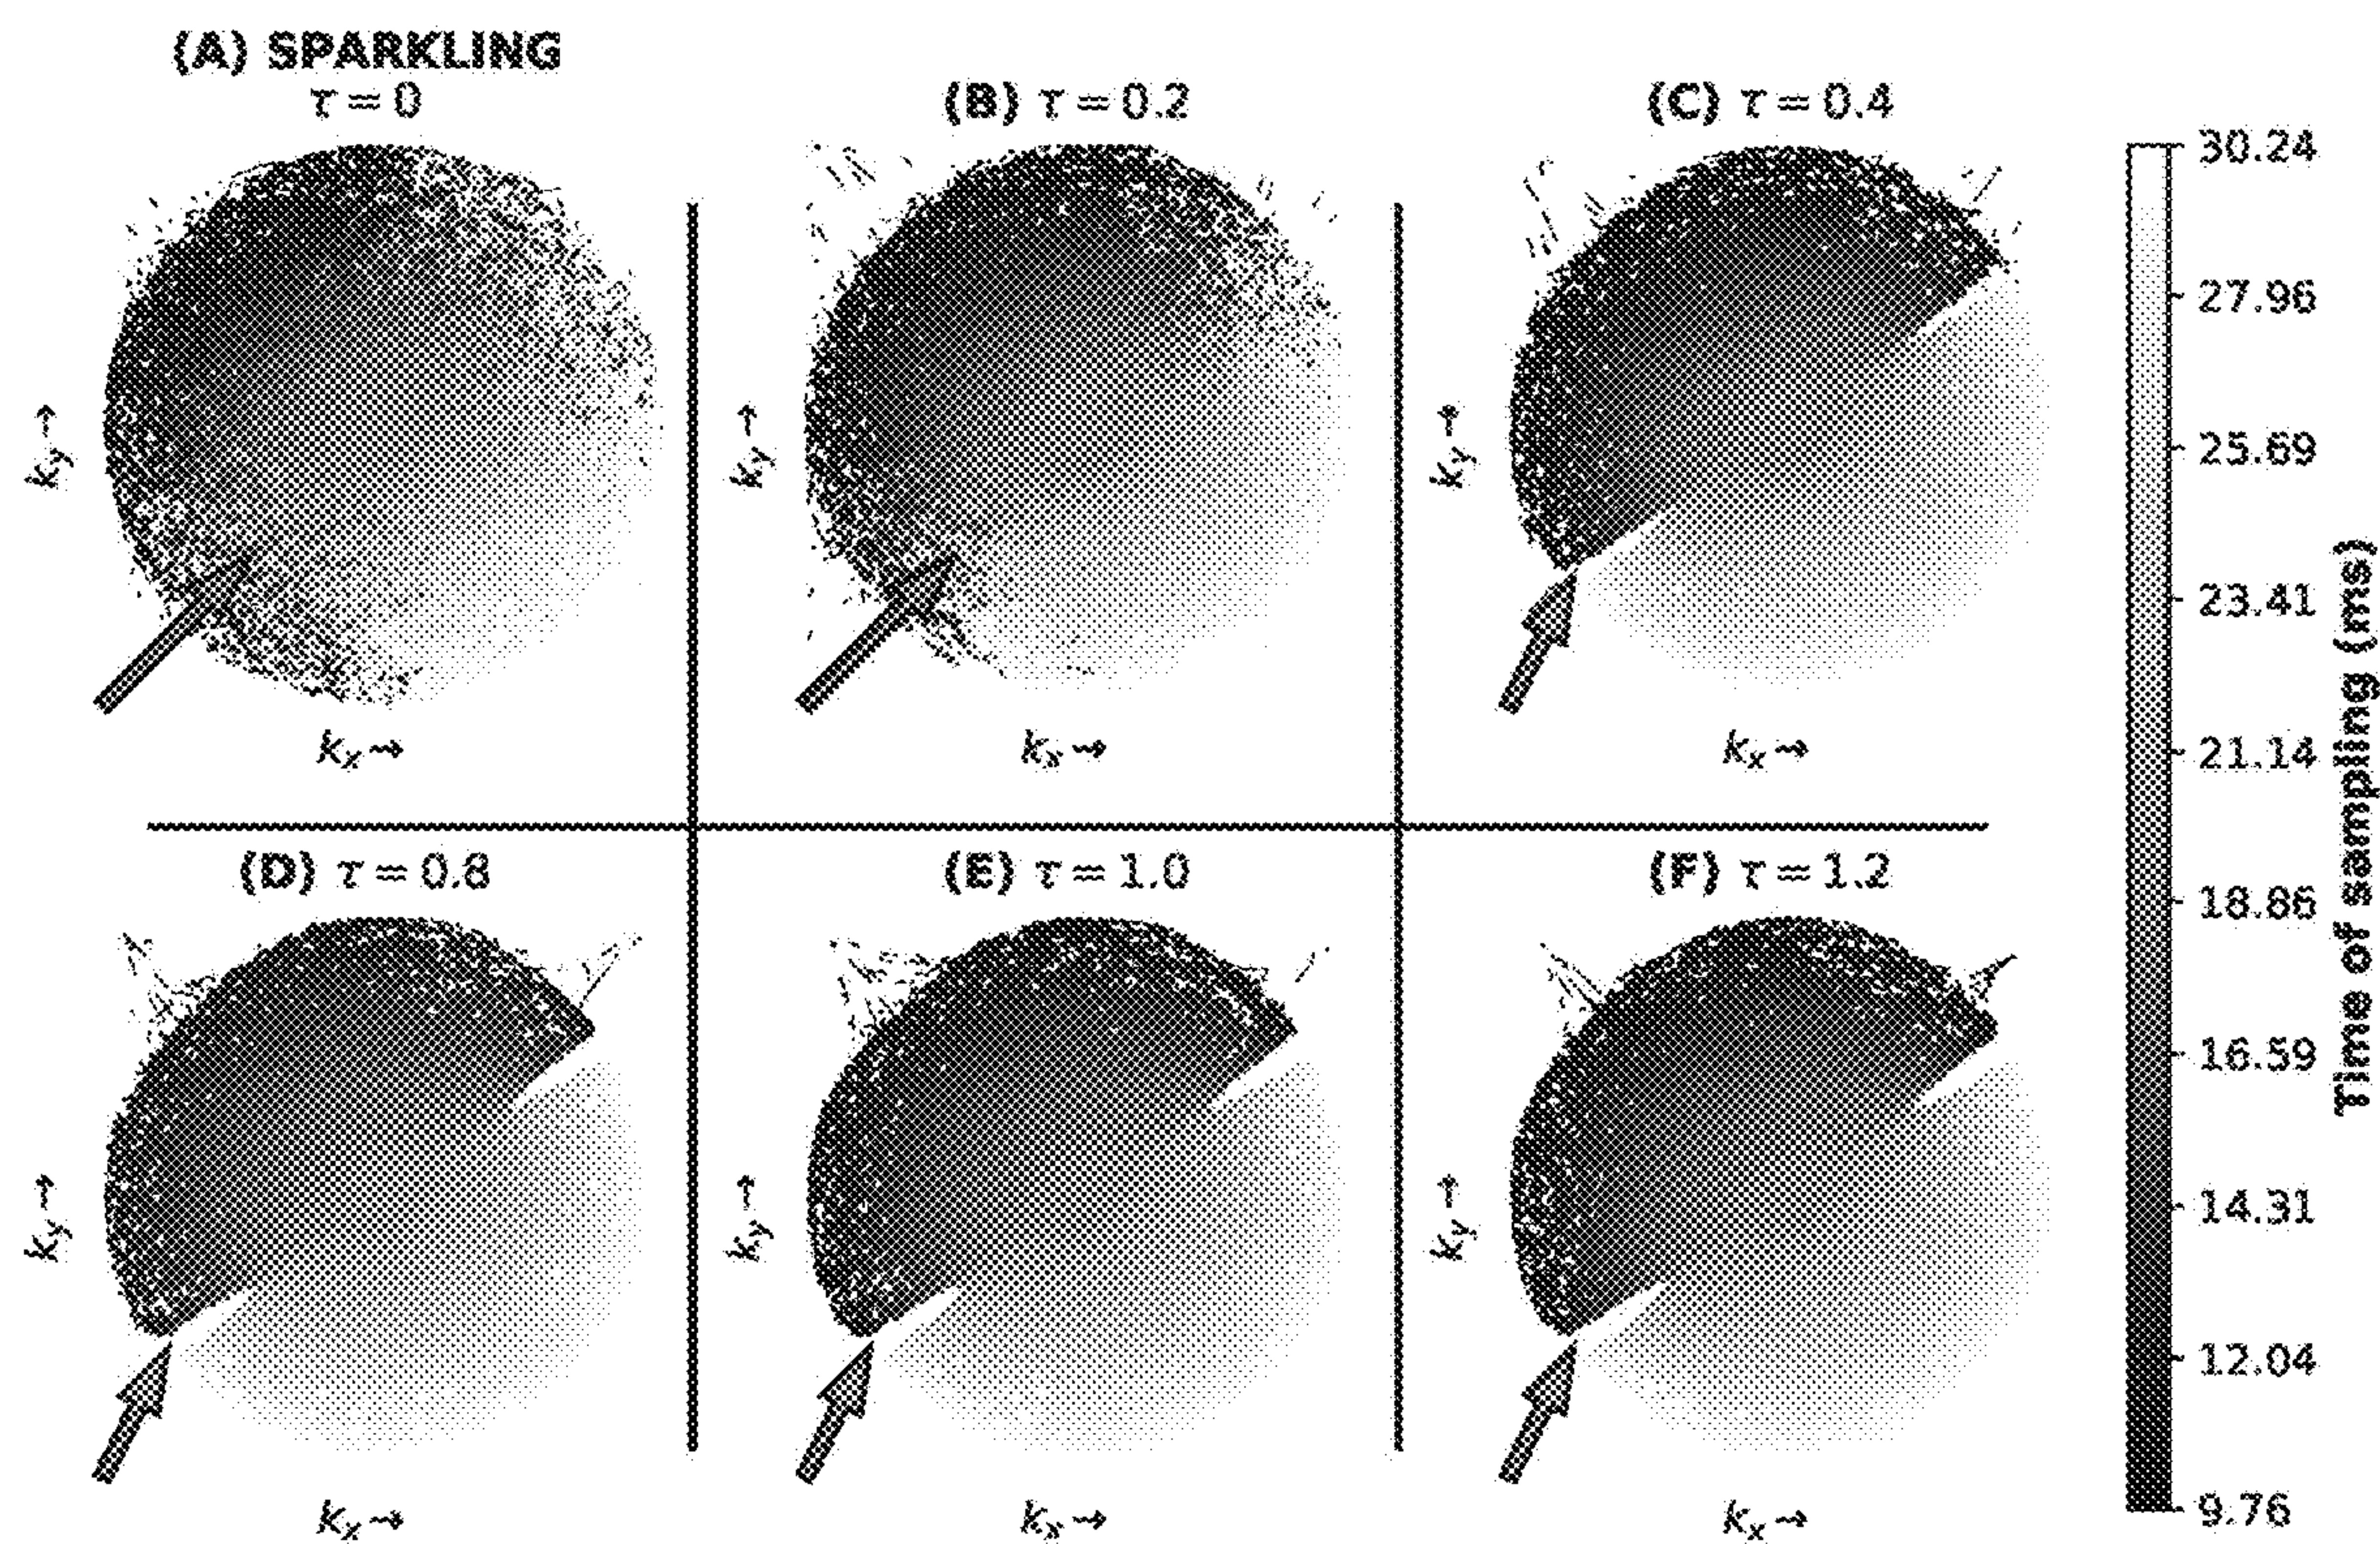 (A) SPARKLING
τ = 0
(B) τ = 0.2
(C) τ = 0.4
k_y →
k_y →
k_y →
k_x →
k_x →
k_x →
(D) τ = 0.8
(E) τ = 1.0
(F) τ = 1.2
k_y →
k_y →
k_y →
k_x →
k_x →
k_x →
30.24
27.96
25.69
23.41
21.14
18.86
16.59
14.31
12.04
9.76
Time of sampling (ms)